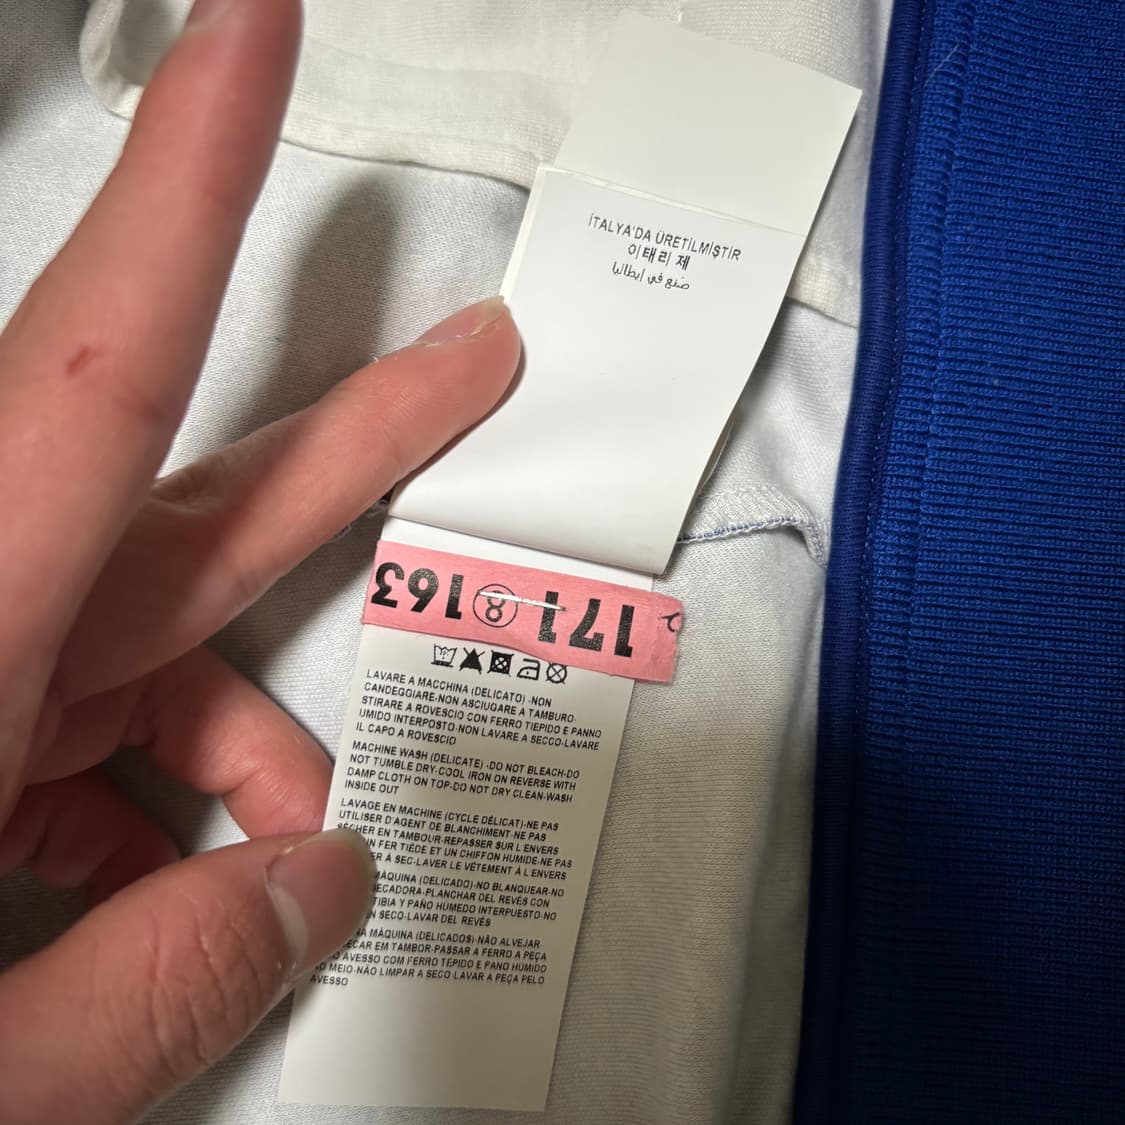 İTALYA'DA ÜRETİLMİŞTİR
이태리 제
صنع في إيطاليا
171 8 163
LAVARE A MACCHINA (DELICATO) -NON
CANDEGGIARE-NON ASCIUGARE A TAMBURO-
STIRARE A ROVESCIO CON FERRO TIEPIDO E PANNO
UMIDO INTERPOSTO-NON LAVARE A SECCO-LAVARE
IL CAPO A ROVESCIO
MACHINE WASH (DELICATE) -DO NOT BLEACH-DO
NOT TUMBLE DRY-COOL IRON ON REVERSE WITH
DAMP CLOTH ON TOP-DO NOT DRY CLEAN-WASH
INSIDE OUT
LAVAGE EN MACHINE (CYCLE DÉLICAT)-NE PAS
UTILISER D'AGENT DE BLANCHIMENT-NE PAS
SÉCHER EN TAMBOUR-REPASSER SUR L ENVERS
UN FER TIÉDE ET UN CHIFFON HUMIDE-NE PAS
À SEC-LAVER LE VÊTEMENT À L ENVERS
MÁQUINA (DELICADO)-NO BLANQUEAR-NO
PLANCHAR DEL REVÉS CON
TIBIA Y PAÑO HÚMEDO INTERPUESTO-NO
EN SECO-LAVAR DEL REVÉS
NA MÁQUINA (DELICADOS) NÃO ALVEJAR-
SECAR EM TAMBOR-PASSAR A FERRO A PEÇA
AVESSO COM FERRO TÉPIDO E PANO HÚMIDO
NO MEIO-NÃO LIMPAR A SECO-LAVAR A PEÇA PELO
AVESSO